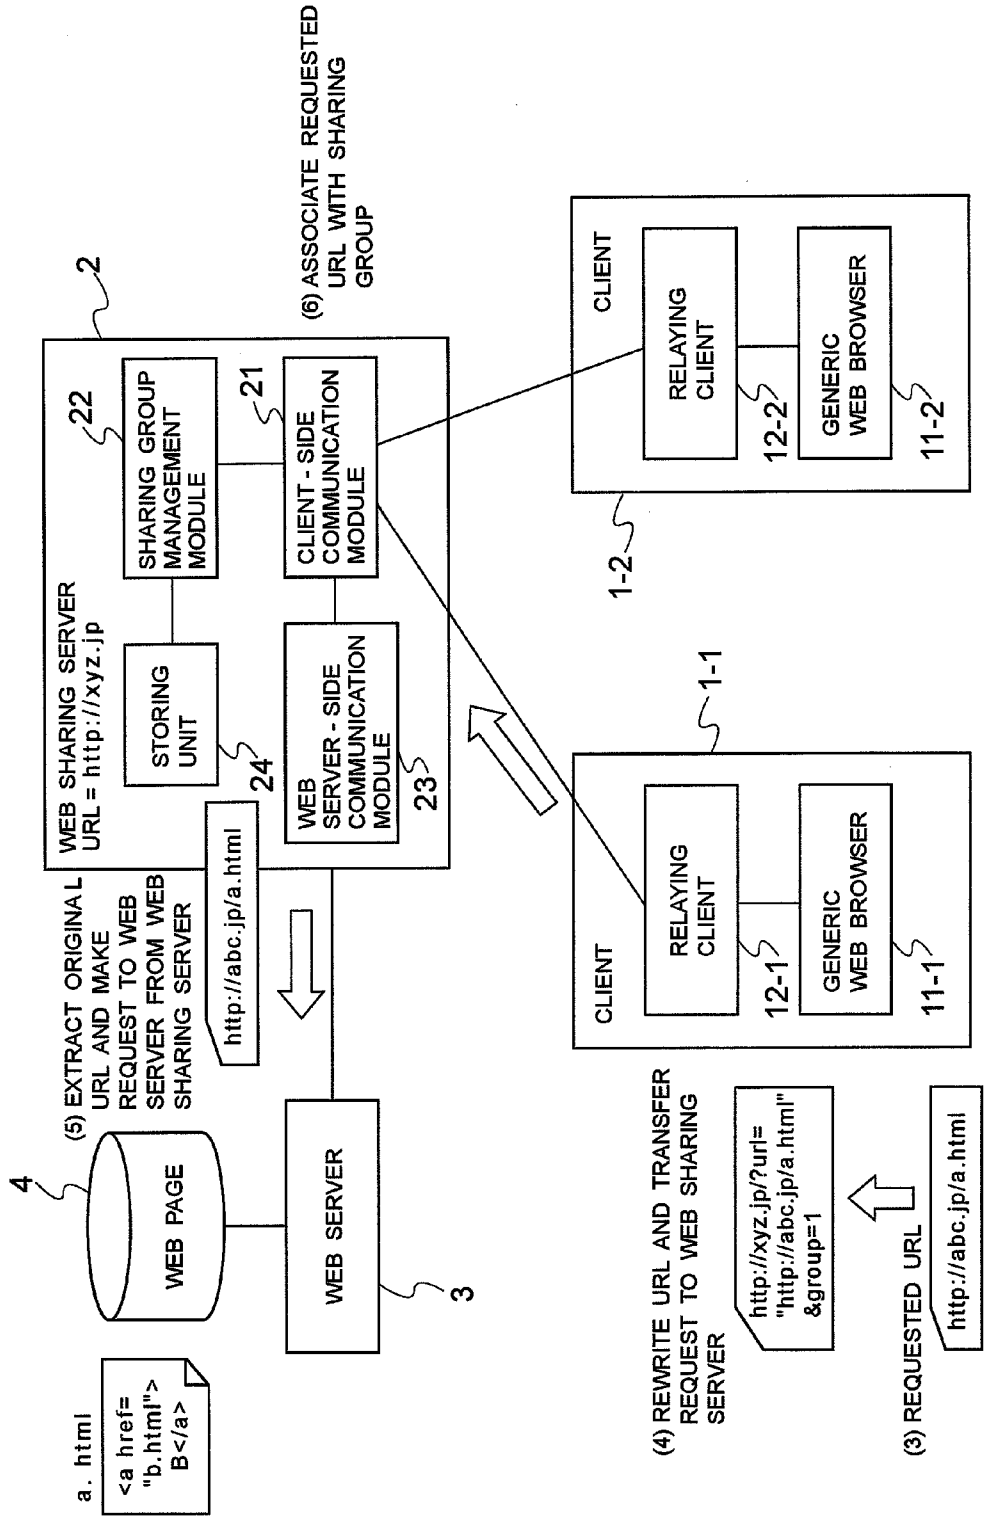 a. html
<a href=
"b.html">
B</a>
4
WEB PAGE
WEB SERVER
3
(5) EXTRACT ORIGINAL
URL AND MAKE
REQUEST TO WEB
SERVER FROM WEB
SHARING SERVER
http://abc.jp/a.html
WEB SHARING SERVER
URL = http://xyz.jp
2
STORING
UNIT
24
SHARING GROUP
MANAGEMENT
MODULE
22
WEB
SERVER - SIDE
COMMUNICATION
MODULE
23
CLIENT - SIDE
COMMUNICATION
MODULE
21
(6) ASSOCIATE REQUESTED
URL WITH SHARING
GROUP
(4) REWRITE URL AND TRANSFER
REQUEST TO WEB SHARING
SERVER
http://xyz.jp/?url=
"http://abc.jp/a.html"
&group=1
(3) REQUESTED URL
http://abc.jp/a.html
CLIENT
1-1
RELAYING
CLIENT
12-1
GENERIC
WEB BROWSER
11-1
CLIENT
1-2
RELAYING
CLIENT
12-2
GENERIC
WEB BROWSER
11-2